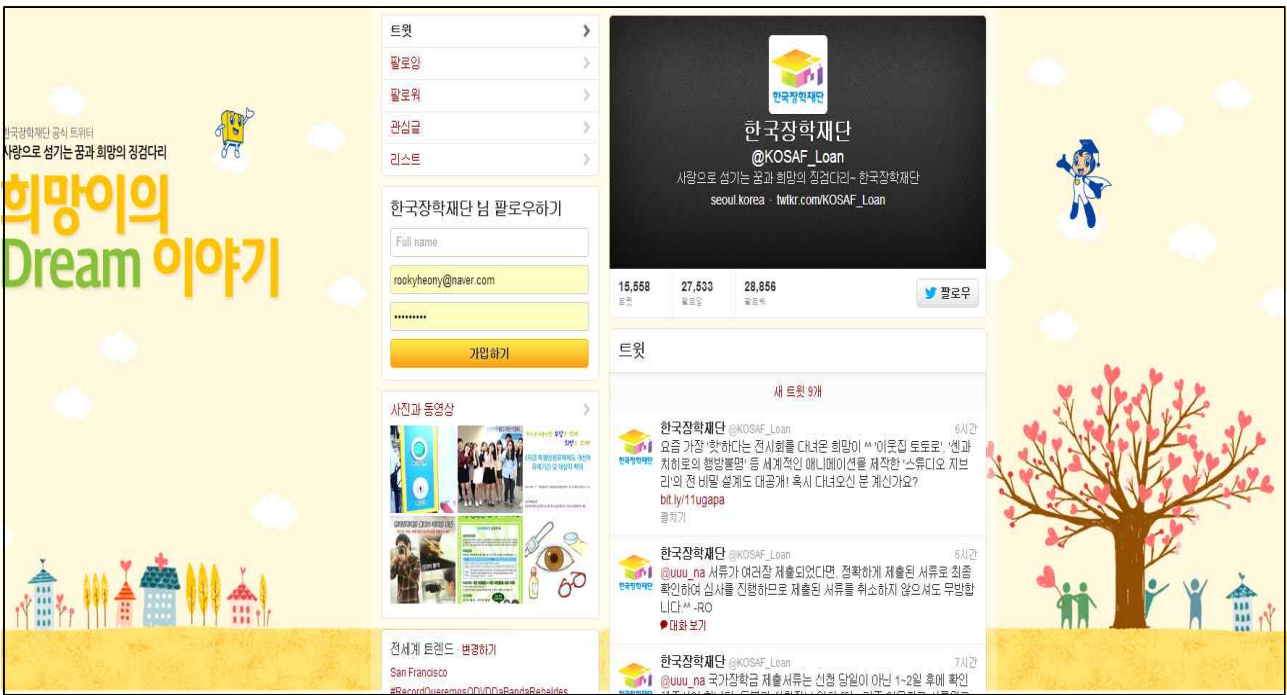 한국장학재단 공식 트위터
사랑으로 섬기는 꿈과 희망의 징검다리
희망이의
Dream 이야기
트윗
팔로잉
팔로워
관심글
리스트
한국장학재단 님 팔로우하기
Full name
rookyheony@naver.com
•••••••••
가입하기
사진과 동영상
전세계 트렌드 · 변경하기
San Francisco
#RecordQueremosODVDDaBandaRebeldes
한국장학재단
한국장학재단
@KOSAF_Loan
사랑으로 섬기는 꿈과 희망의 징검다리~ 한국장학재단
seoul.korea · twtkr.com/KOSAF_Loan
15,558 27,533 28,856
트윗 팔로잉 팔로워
팔로우
트윗
새 트윗 9개
한국장학재단 @KOSAF_Loan 6시간
요즘 가장 '핫'하다는 전시회를 다녀온 희망이 ^^ '이웃집 토토로', '센과
치히로의 행방불명' 등 세계적인 애니메이션을 제작한 '스튜디오 지브
리'의 전 비밀 설계도 대공개! 혹시 다녀오신 분 계신가요?
bit.ly/11ugapa
펼치기
한국장학재단
한국장학재단 @KOSAF_Loan 6시간
@uuu_na 서류가 여러장 제출되었다면, 정확하게 제출된 서류로 최종
확인하여 심사를 진행하므로 제출된 서류를 취소하지 않으셔도 무방합
니다.^^ -RO
대화 보기
한국장학재단
한국장학재단 @KOSAF_Loan 7시간
@uuu_na 국가장학금 제출서류는 신청 당일이 아닌 1~2일 후에 확인